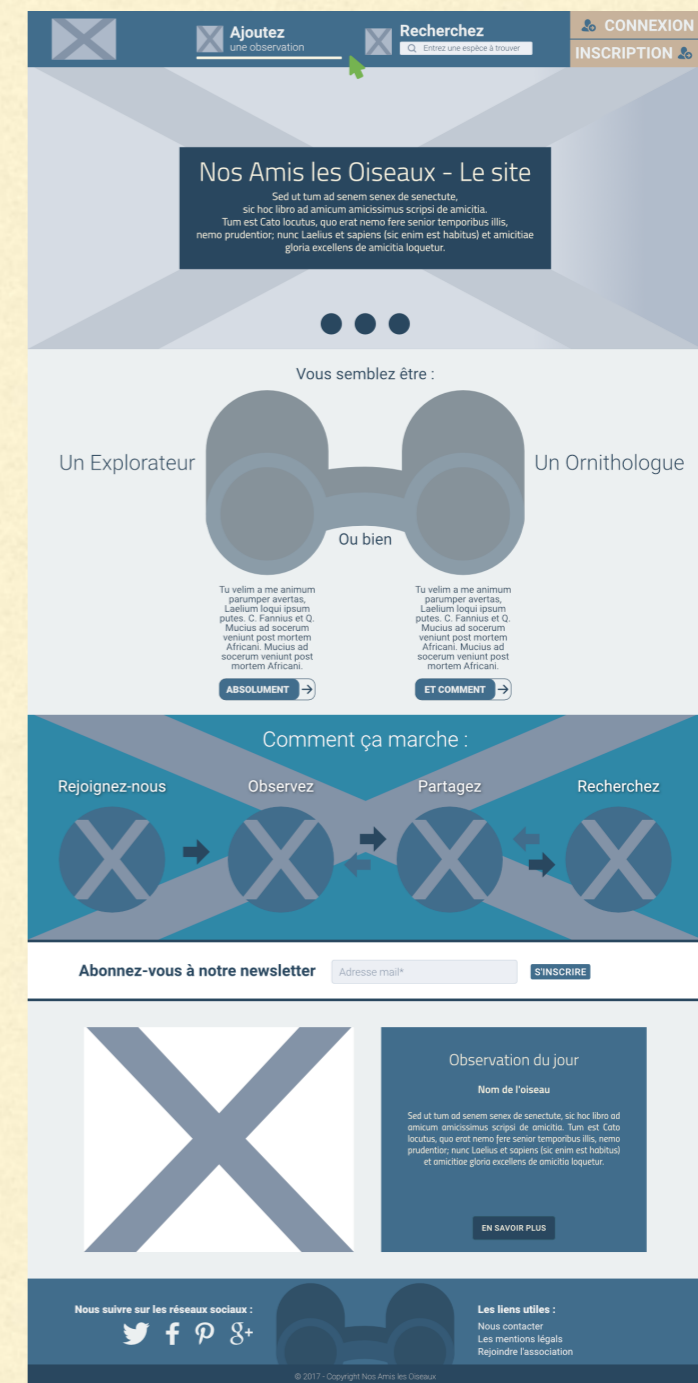 Ajoutez
une observation
Recherchez
Entrez une espèce à trouver
CONNEXION
INSCRIPTION
Nos Amis les Oiseaux - Le site
Sed ut tum ad senem senex de senectute,
sic hoc libro ad amicum amicissimus scripsi de amicitia.
Tum est Cato locutus, quo erat nemo fere senior temporibus illis,
nemo prudentior; nunc Laelius et sapiens (sic enim est habitus) et amicitiae
gloria excellens de amicitia loquetur.
Vous semblez être :
Un Explorateur
Un Ornithologue
Ou bien
Tu velim a me animum
parumper avertas,
Laelium loqui ipsum
putes. C. Fannius et Q.
Mucius ad socerum
veniunt post mortem
Africani. Mucius ad
socerum veniunt post
mortem Africani.
ABSOLUMENT
Tu velim a me animum
parumper avertas,
Laelium loqui ipsum
putes. C. Fannius et Q.
Mucius ad socerum
veniunt post mortem
Africani. Mucius ad
socerum veniunt post
mortem Africani.
ET COMMENT
Comment ça marche :
Rejoignez-nous
Observez
Partagez
Recherchez
Abonnez-vous à notre newsletter
Adresse mail*
S'INSCRIRE
Observation du jour
Nom de l'oiseau
Sed ut tum ad senem senex de senectute, sic hoc libro ad
amicum amicissimus scripsi de amicitia. Tum est Cato
locutus, quo erat nemo fere senior temporibus illis, nemo
prudentior; nunc Laelius et sapiens (sic enim est habitus)
et amicitiae gloria excellens de amicitia loquetur.
EN SAVOIR PLUS
Nous suivre sur les réseaux sociaux :
Les liens utiles :
Nous contacter
Les mentions légals
Rejoindre l'association
© 2017 - Copyright Nos Amis les Oiseaux